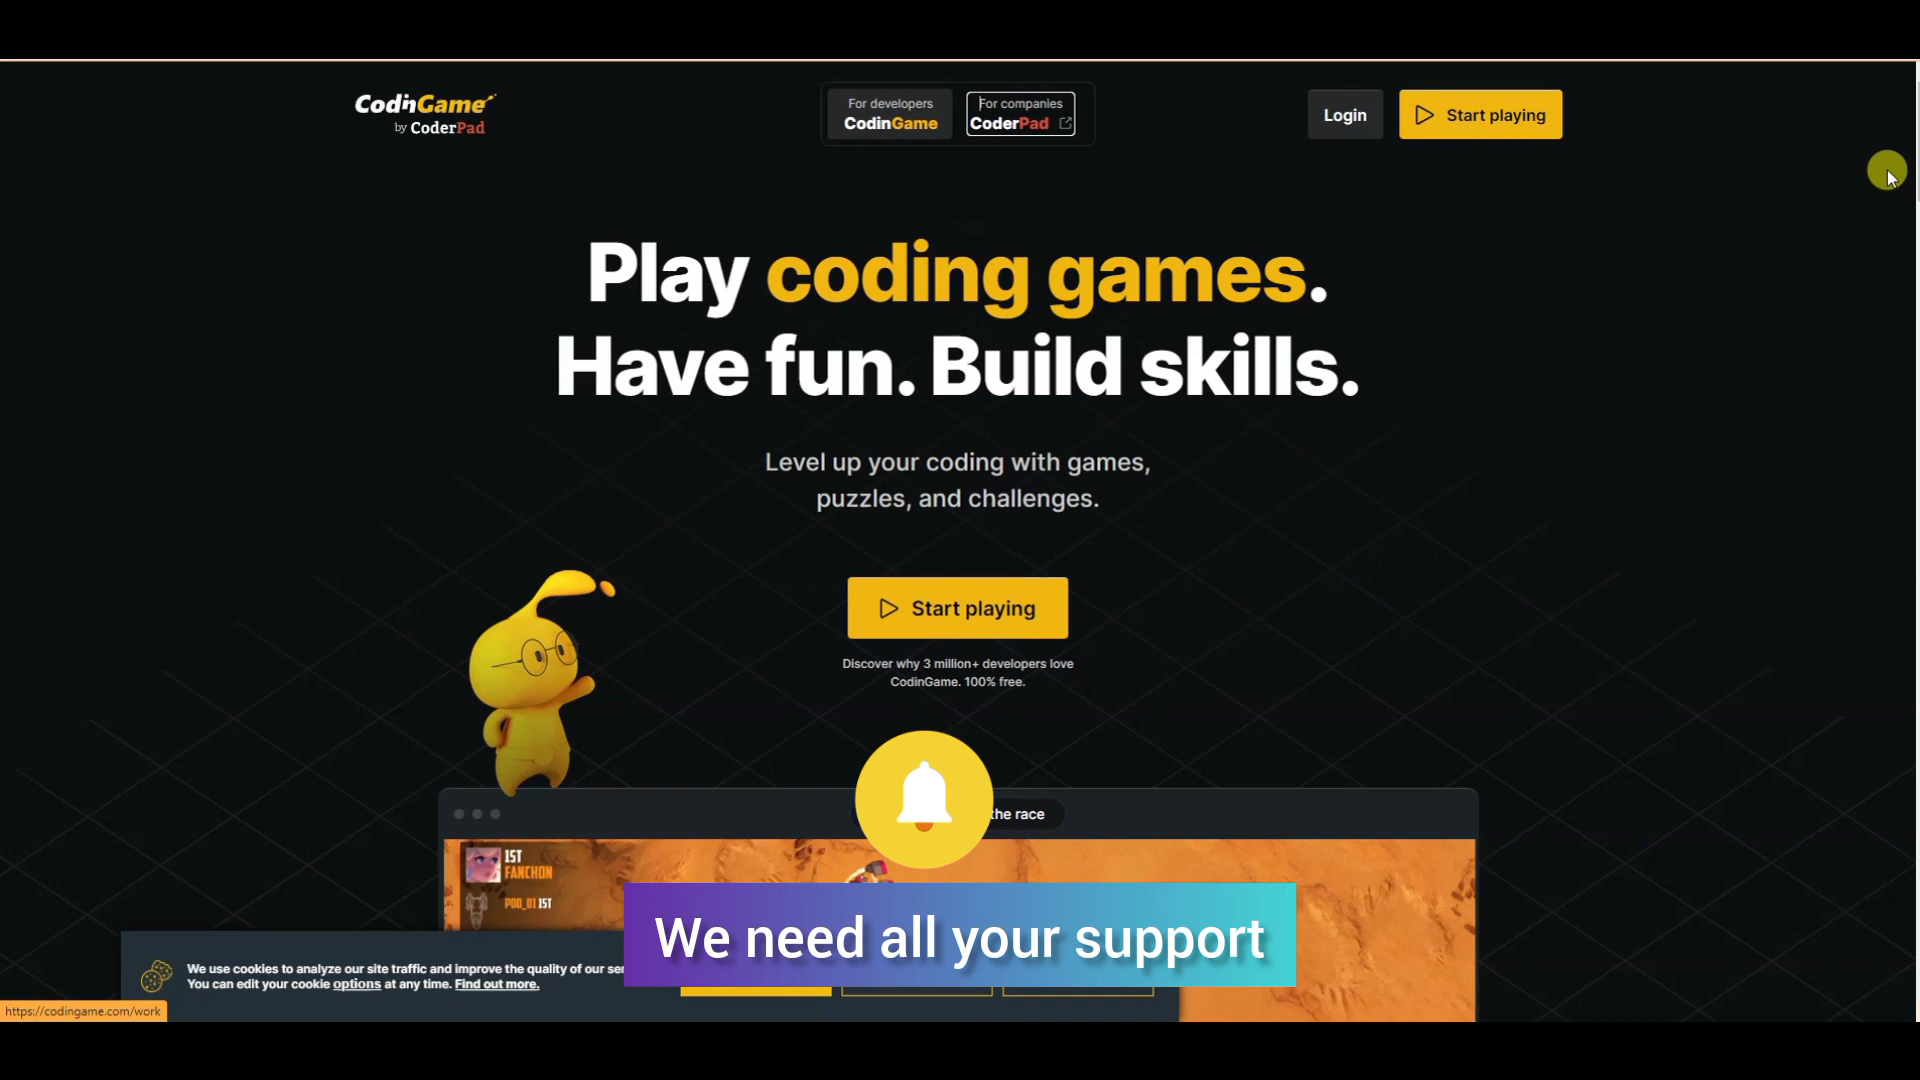 CodinGame
by CoderPad
For developers
CodinGame
For companies
CoderPad
Login
Start playing
Play coding games.
Have fun. Build skills.
Level up your coding with games,
puzzles, and challenges.
Start playing
Discover why 3 million+ developers love
CodinGame. 100% free.
the race
1ST
FANCHON
POD_01 1ST
We need all your support
We use cookies to analyze our site traffic and improve the quality of our
You can edit your cookie options at any time. Find out more.
https://codingame.com/work